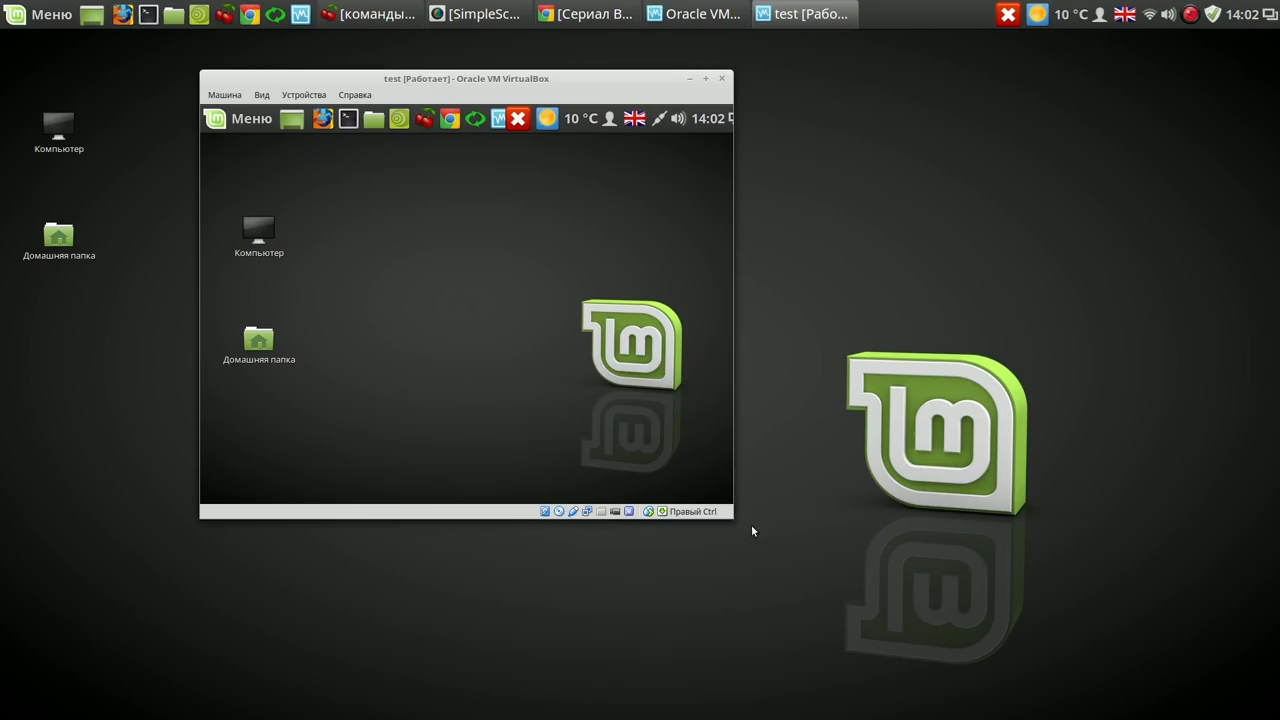 Меню
[команды...
[SimpleSc...
[Сериал В...
Oracle VM...
test [Рабо...
10 °C
14:02
test [Работает] - Oracle VM VirtualBox
Машина Вид Устройства Справка
Меню
10 °C
14:02
Компьютер
Домашняя папка
Компьютер
Домашняя папка
Правый Ctrl